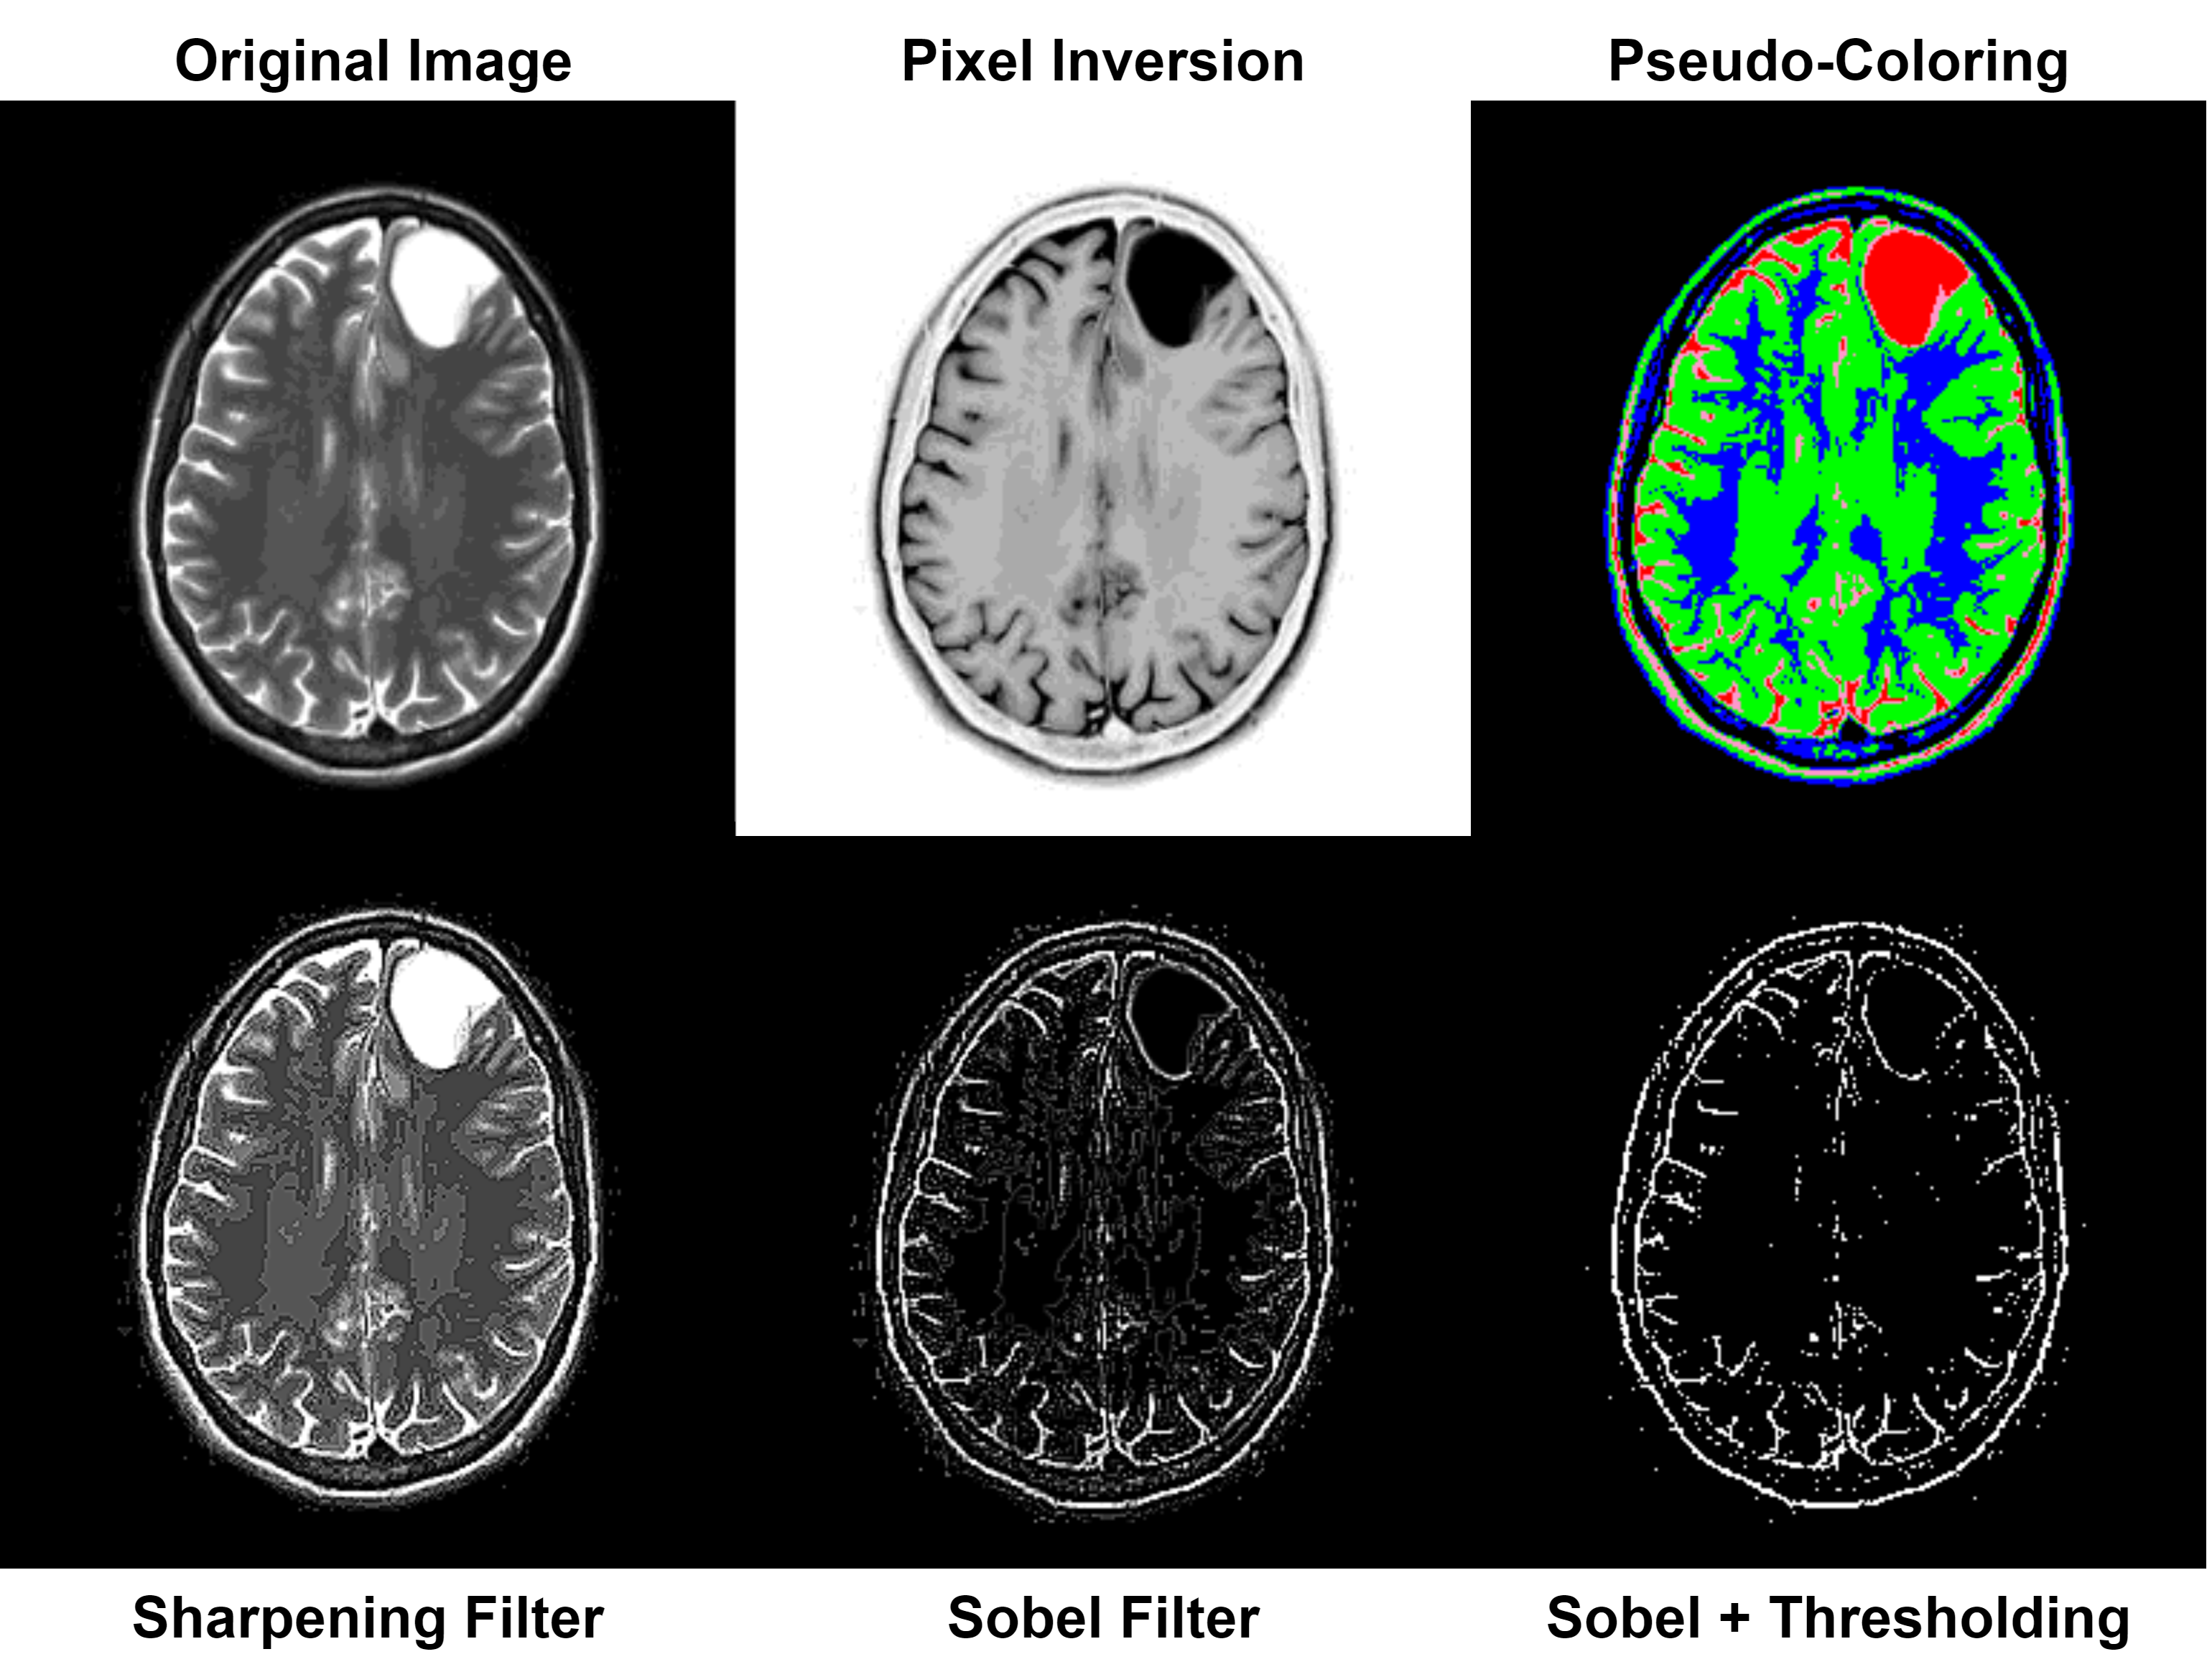 Original Image
Pixel Inversion
Pseudo-Coloring
Sharpening Filter
Sobel Filter
Sobel + Thresholding